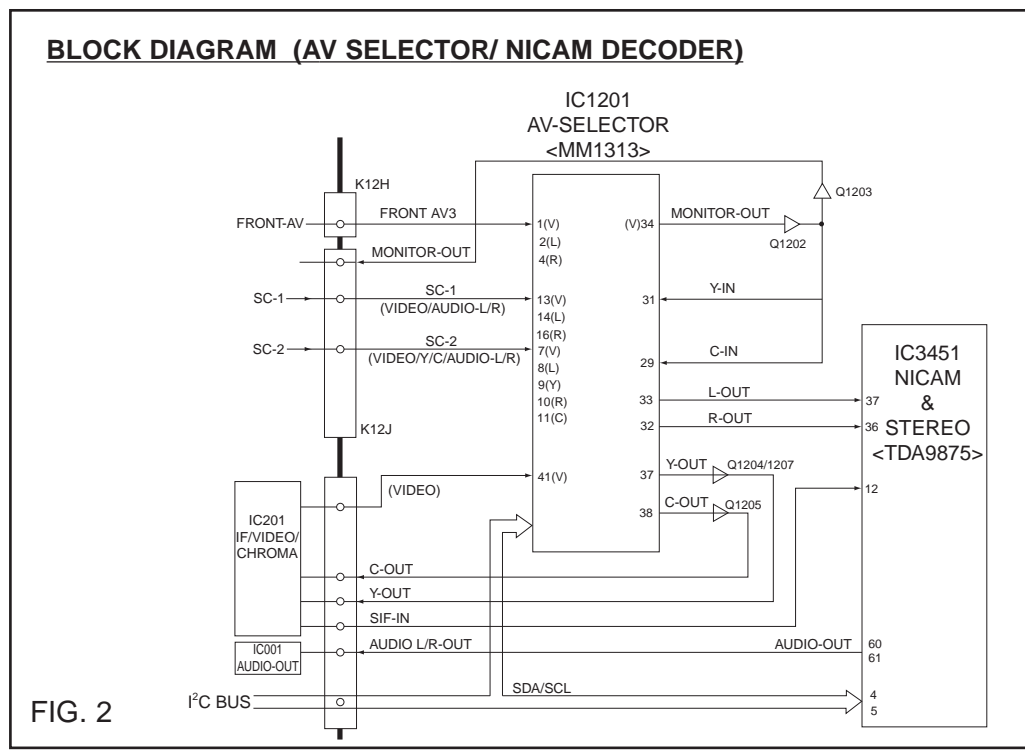 BLOCK DIAGRAM (AV SELECTOR/ NICAM DECODER)
IC1201
AV-SELECTOR
<MM1313>
K12H
Q1203
FRONT-AV
FRONT AV3
1(V)
2(L)
4(R)
(V)34
MONITOR-OUT
Q1202
MONITOR-OUT
SC-1
SC-1
(VIDEO/AUDIO-L/R)
13(V)
14(L)
16(R)
31
Y-IN
SC-2
SC-2
(VIDEO/Y/C/AUDIO-L/R)
7(V)
8(L)
9(Y)
10(R)
11(C)
29
C-IN
33
L-OUT
37
32
R-OUT
36
IC3451
NICAM
&
STEREO
<TDA9875>
K12J
41(V)
(VIDEO)
37
Y-OUT
Q1204/1207
12
38
C-OUT
Q1205
IC201
IF/VIDEO/
CHROMA
C-OUT
Y-OUT
SIF-IN
IC001
AUDIO-OUT
AUDIO L/R-OUT
AUDIO-OUT
60
61
I²C BUS
SDA/SCL
4
5
FIG. 2